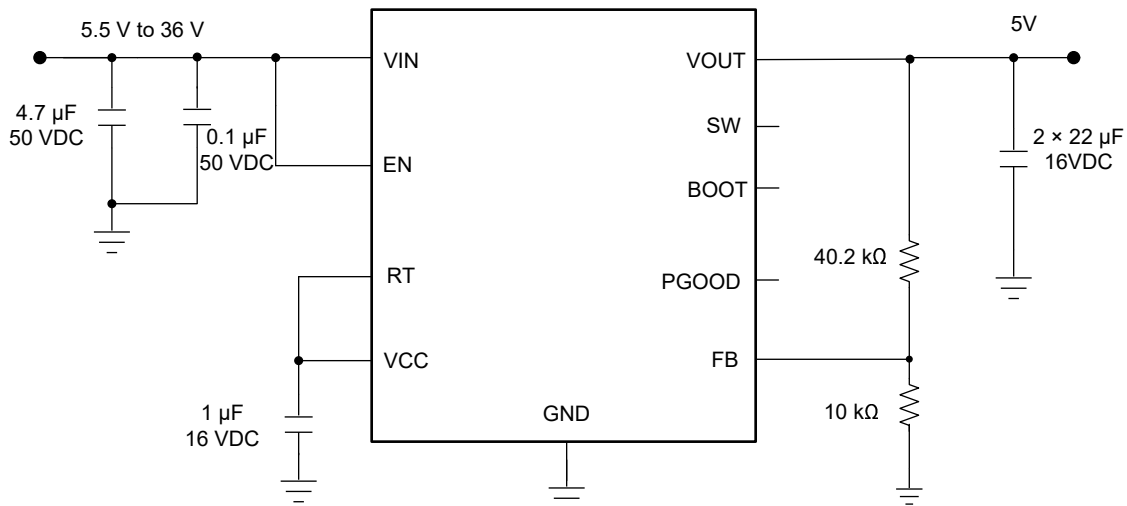 5.5 V to 36 V
5V
VIN
VOUT
4.7 µF
50 VDC
0.1 µF
50 VDC
SW
2 × 22 µF
16VDC
EN
BOOT
40.2 kΩ
RT
PGOOD
VCC
FB
1 µF
16 VDC
GND
10 kΩ